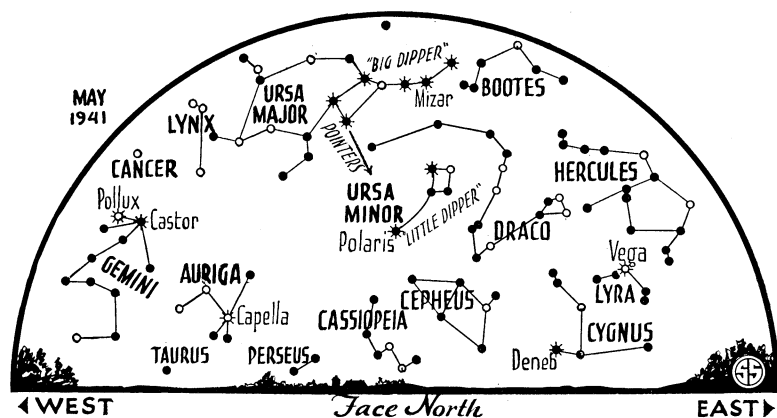 "BIG DIPPER"
BOOTES
Mizar
MAY
1941
URSA
MAJOR
LYNX
POINTERS
CANCER
HERCULES
Pollux
Castor
URSA
MINOR
"LITTLE DIPPER"
Polaris
DRACO
Vega
GEMINI
AURIGA
LYRA
CEPHEUS
Capella
CASSIOPEIA
CYGNUS
TAURUS
PERSEUS
Deneb
WEST
Face North
EAST